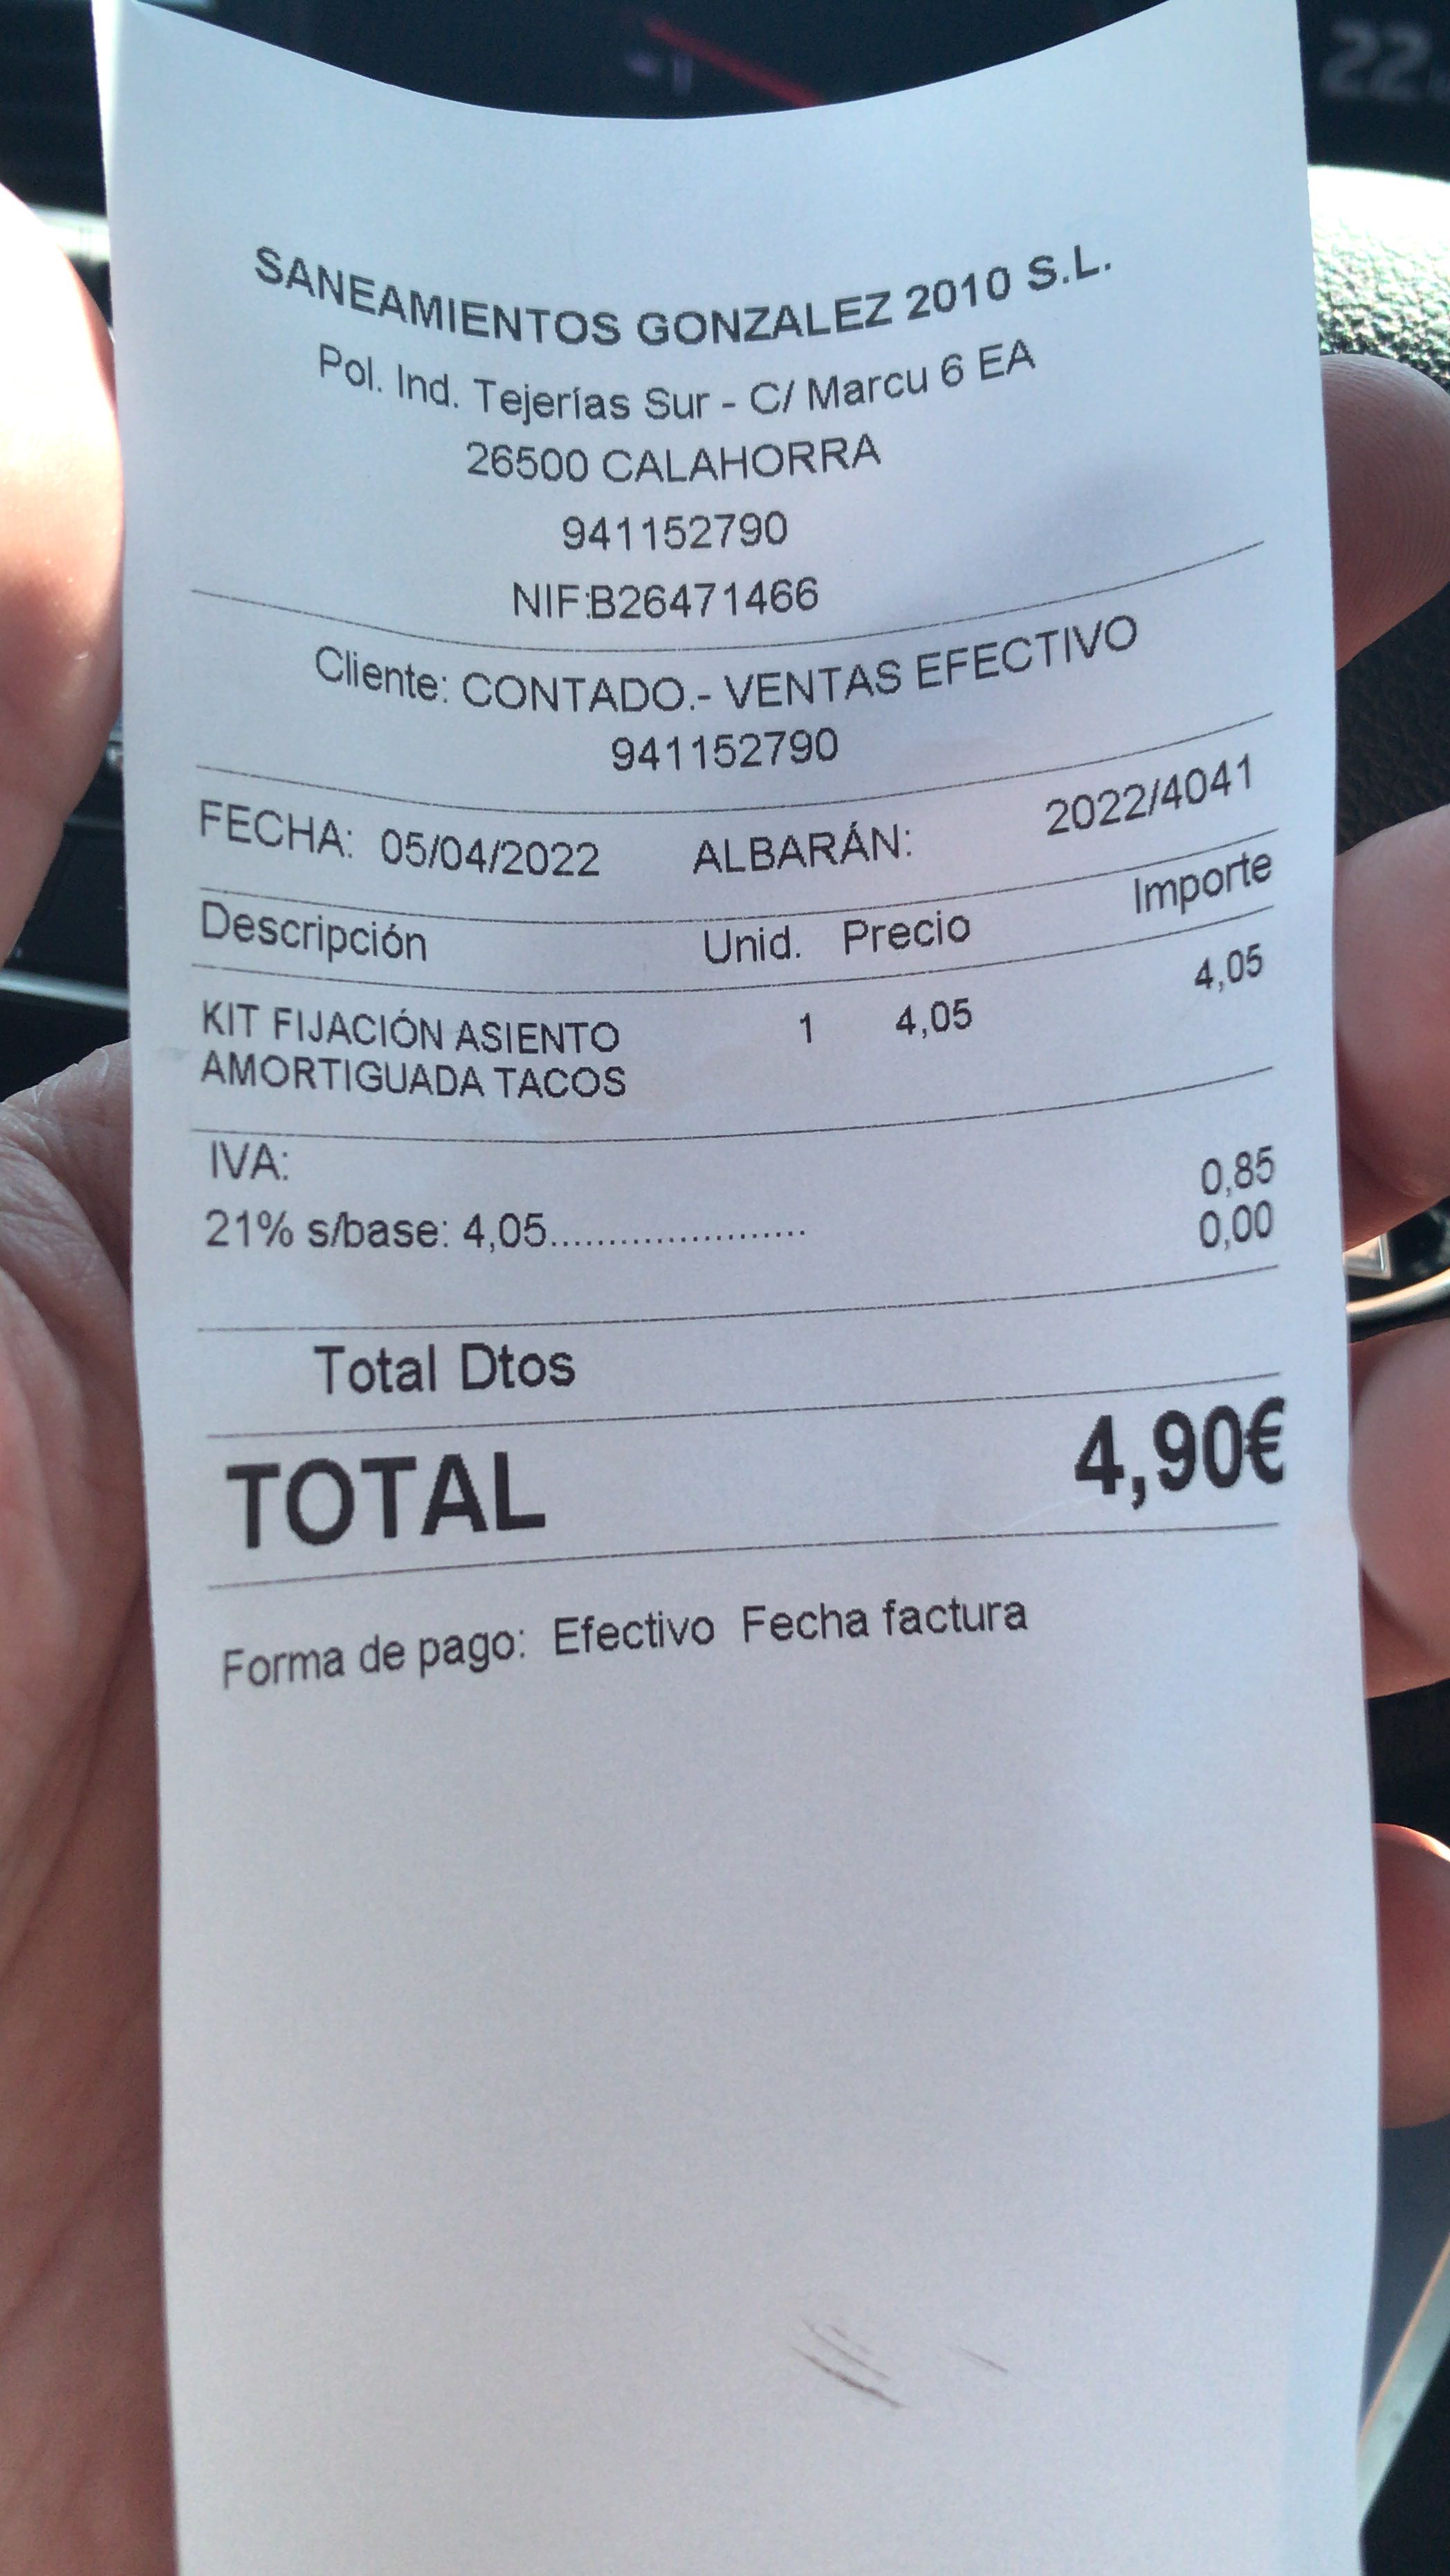 22
SANEAMIENTOS GONZALEZ 2010 S.L.
Pol. Ind. Tejerías Sur - C/ Marcu 6 EA
26500 CALAHORRA
941152790
NIF:B26471466
Cliente: CONTADO.- VENTAS EFECTIVO
941152790
FECHA: 05/04/2022 ALBARÁN: 2022/4041
Descripción Unid. Precio Importe
KIT FIJACIÓN ASIENTO 1 4,05 4,05
AMORTIGUADA TACOS
IVA:
21% s/base: 4,05...................... 0,85
0,00
Total Dtos
TOTAL 4,90€
Forma de pago: Efectivo Fecha factura